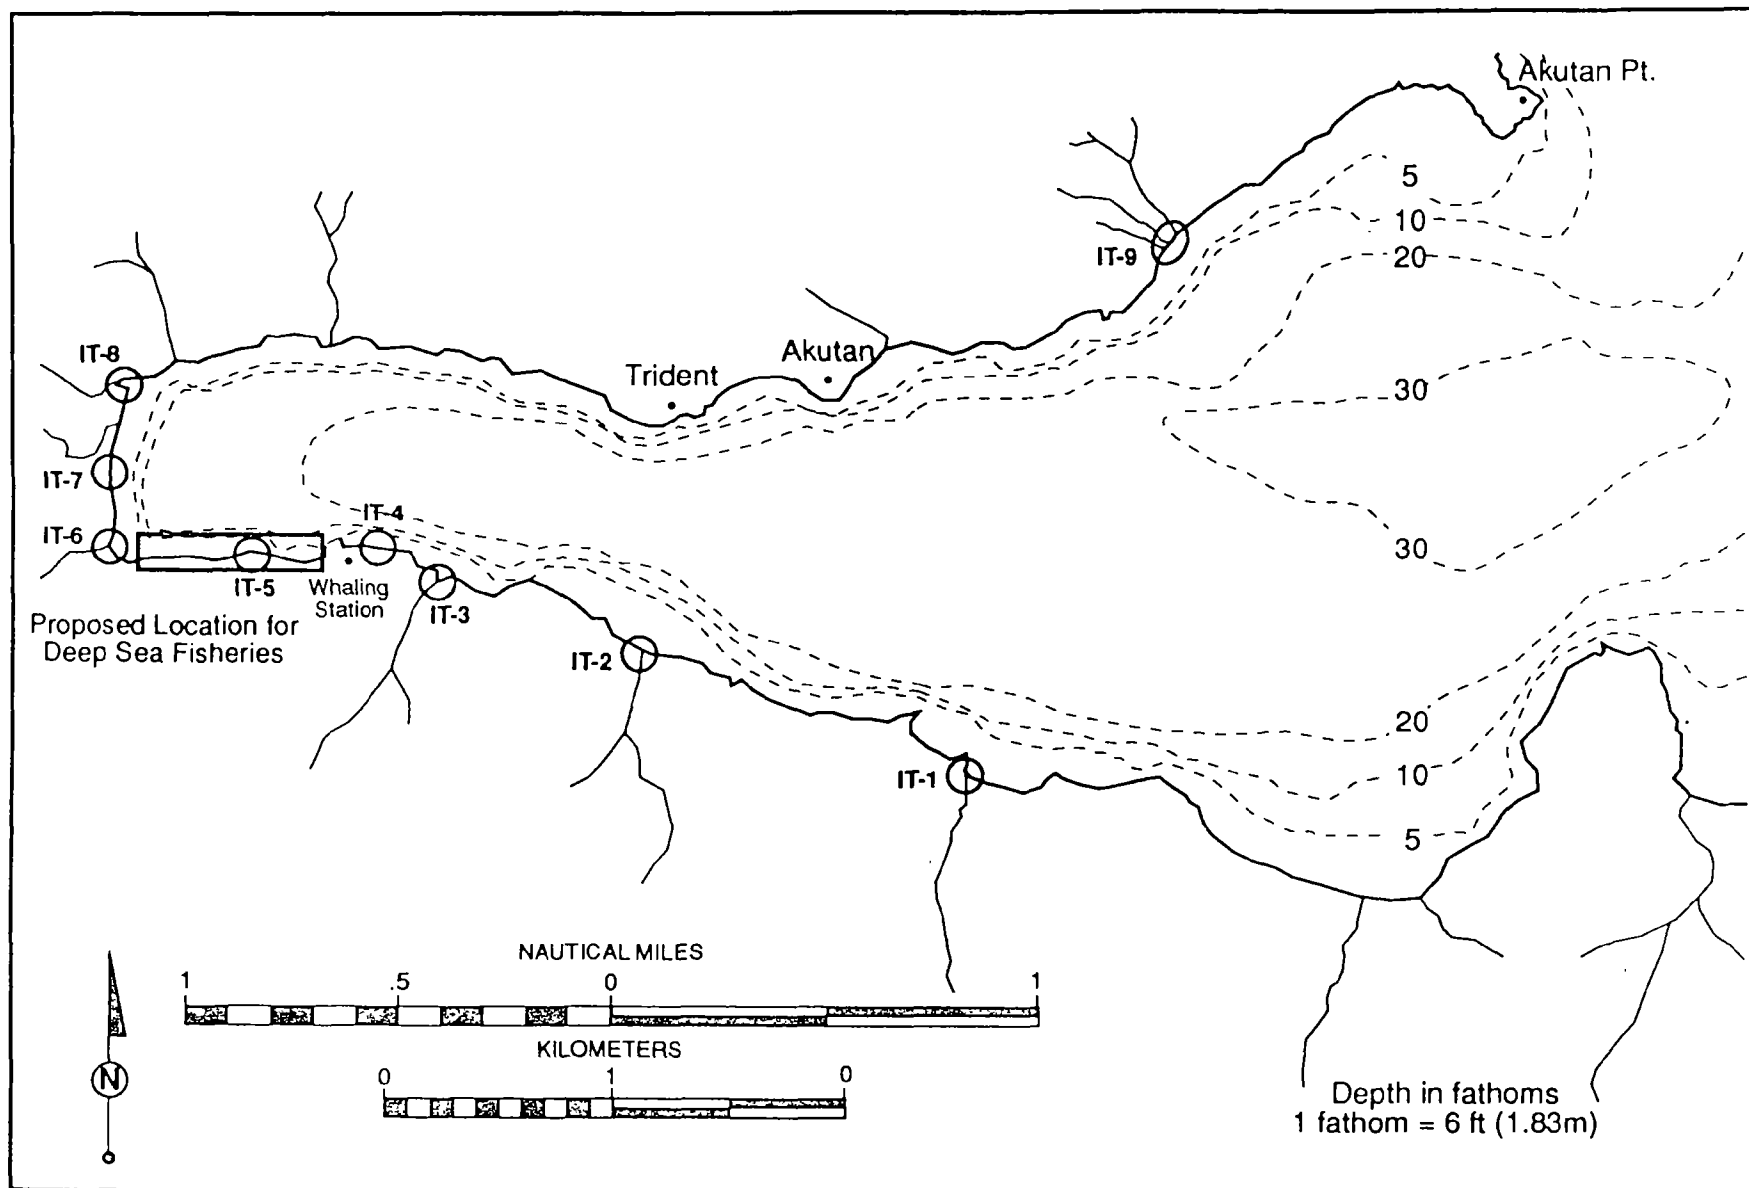 Akutan Pt.
5
10
IT-9
20
IT-8
Akutan
Trident
30
IT-7
IT-4
IT-6
30
IT-5
Whaling
Station
IT-3
Proposed Location for
Deep Sea Fisheries
IT-2
20
IT-1
10
5
NAUTICAL MILES
1 .5 0 1
KILOMETERS
0 1 0
N
Depth in fathoms
1 fathom = 6 ft (1.83m)